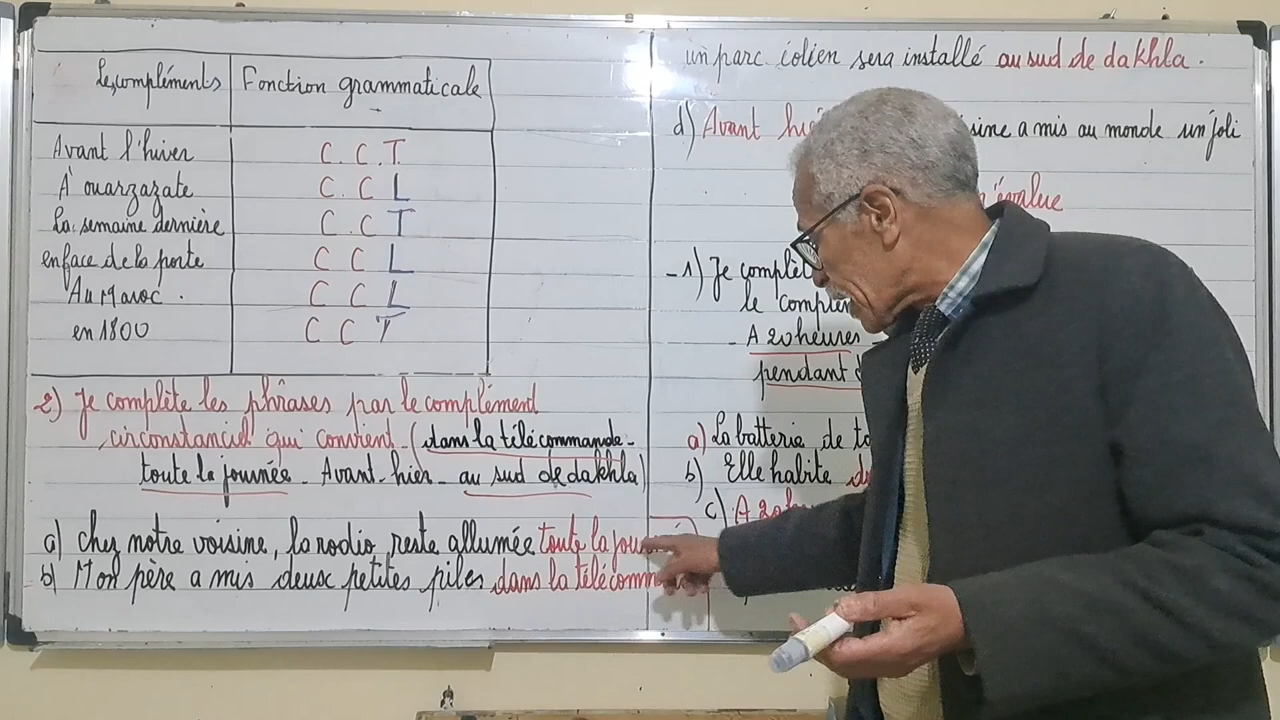 Les compléments Fonction grammaticale
Avant l'hiver C. C. T.
À ouarzazate C. C L
La semaine dernière C. C T
en face de la porte C C L
Au Maroc. C C L
en 1800 C C T
2) Je complète les phrases par le complément
circonstanciel qui convient (dans la télécommande-
toute la journée - Avant-hier - au sud de dakhla)
a) chez notre voisine, la radio reste allumée toute la
b) Mon père a mis deux petites piles dans la
un parc éolien sera installé au sud de dakhla.
d) Avant a mis au monde un joli
-1) Je
le
- A 20 heures
pendant
a) La batterie de
b) Elle habite
c) A 20